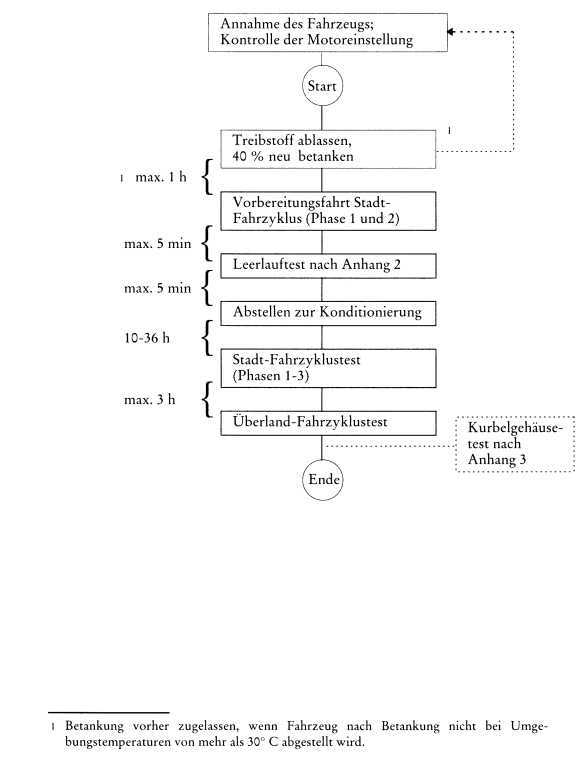 Annahme des Fahrzeugs;
Kontrolle der Motoreinstellung
Start
1
Treibstoff ablassen,
40 % neu betanken
1 max. 1 h
Vorbereitungsfahrt Stadt-
Fahrzyklus (Phase 1 und 2)
max. 5 min
Leerlauftest nach Anhang 2
max. 5 min
Abstellen zur Konditionierung
10-36 h
Stadt-Fahrzyklustest
(Phasen 1-3)
max. 3 h
Überland-Fahrzyklustest
Kurbelgehäuse-
test nach
Anhang 3
Ende
1 Betankung vorher zugelassen, wenn Fahrzeug nach Betankung nicht bei Umge-
bungstemperaturen von mehr als 30° C abgestellt wird.